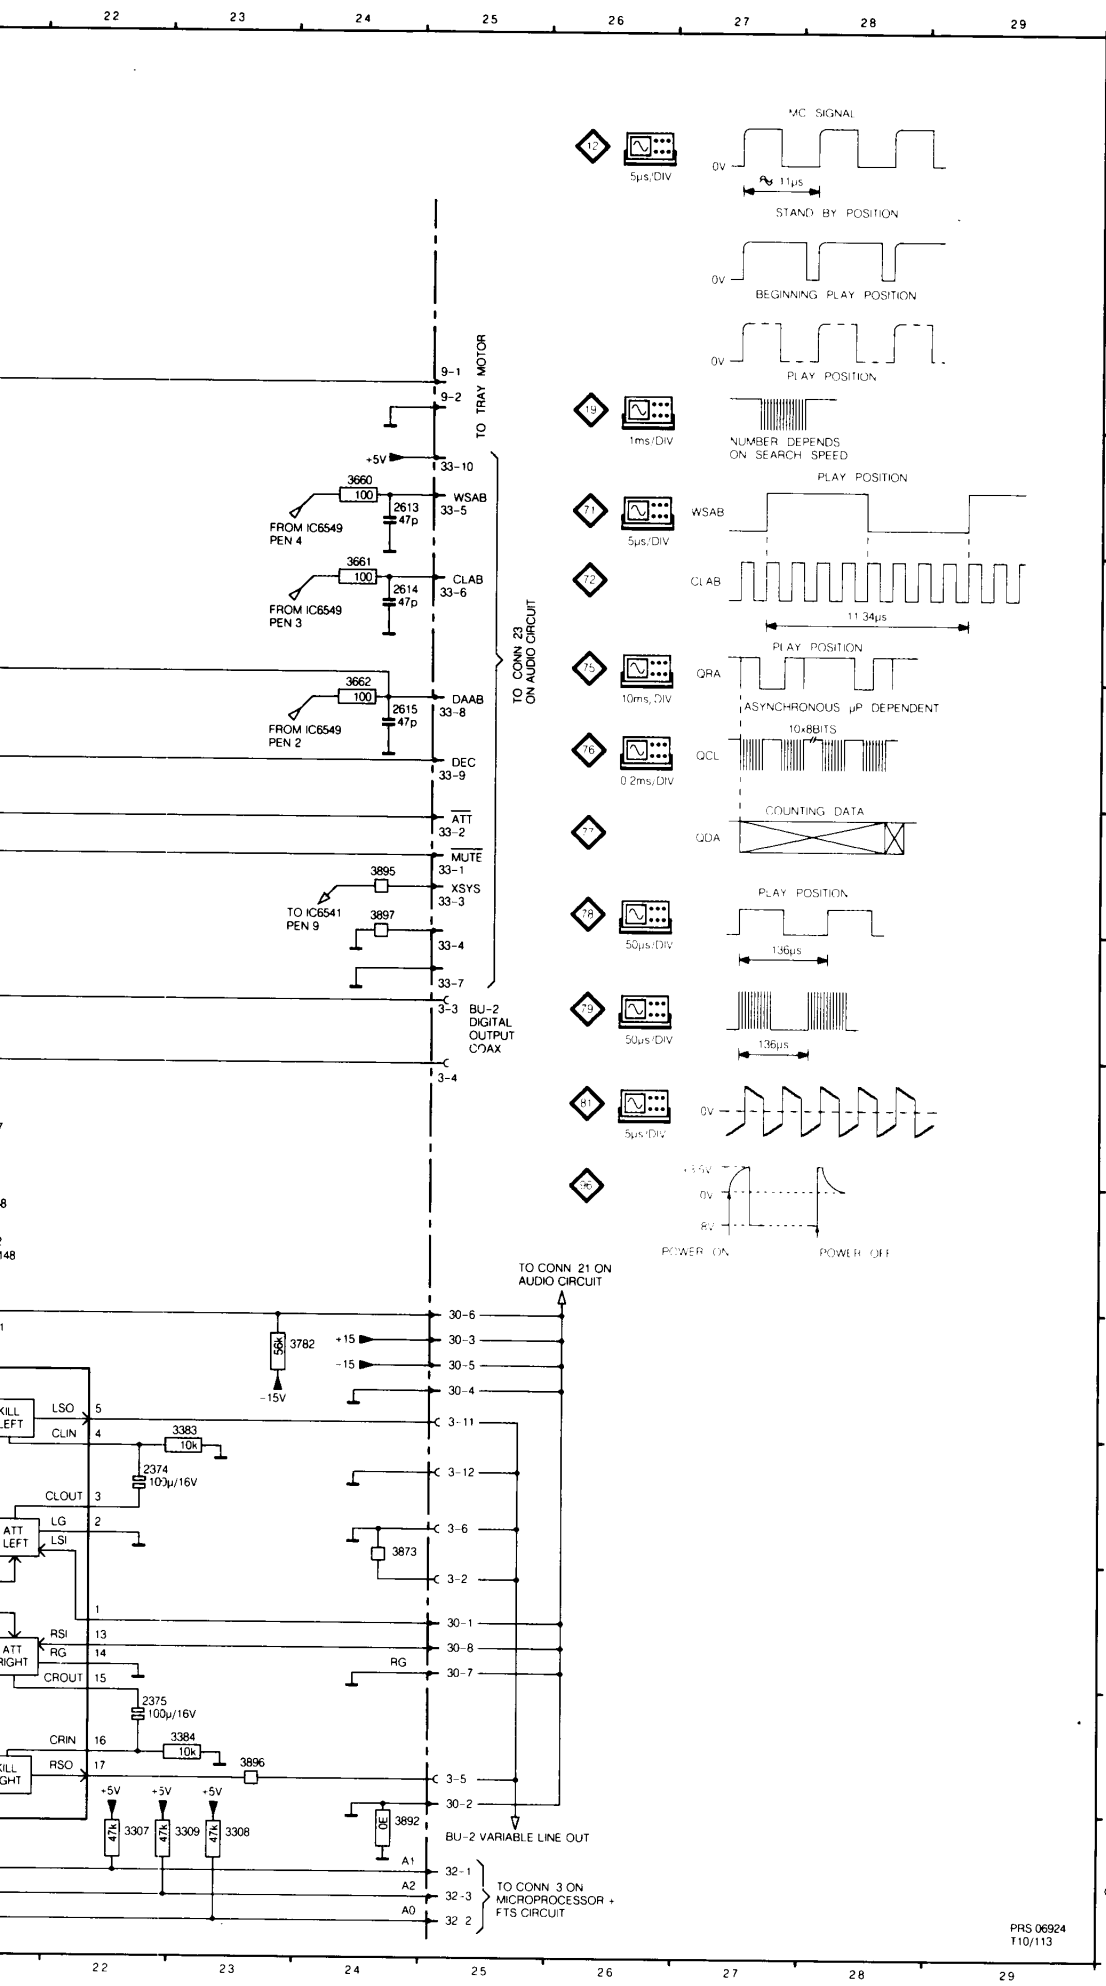 22 23 24 25 26 27 28 29
MC SIGNAL
12
5µs/DIV
0V
11µs
STAND BY POSITION
0V
BEGINNING PLAY POSITION
0V
PLAY POSITION
9-1
9-2
TO TRAY MOTOR
19
1ms/DIV
NUMBER DEPENDS
ON SEARCH SPEED
+5V
33-10
3660
100
WSAB
33-5
2613
47p
FROM IC6549
PEN 4
PLAY POSITION
71
5µs/DIV
WSAB
3661
100
CLAB
33-6
2614
47p
FROM IC6549
PEN 3
72
CLAB
11.34µs
TO CONN 23
ON AUDIO CIRCUIT
3662
100
DAAB
33-8
2615
47p
FROM IC6549
PEN 2
PLAY POSITION
75
10ms/DIV
QRA
ASYNCHRONOUS µP DEPENDENT
10x8BITS
76
0.2ms/DIV
QCL
DEC
33-9
ATT
33-2
COUNTING DATA
77
QDA
MUTE
33-1
3895
XSYS
33-3
TO IC6541
PEN 9
3897
33-4
33-7
PLAY POSITION
78
50µs/DIV
136µs
3-3 BU-2
DIGITAL
OUTPUT
COAX
3-4
79
50µs/DIV
136µs
81
5µs/DIV
0V
96
0V
8V
POWER ON
POWER OFF
7
8
2
148
1
TO CONN 21 ON
AUDIO CIRCUIT
30-6
56k
3782
-15V
+15
30-3
-15
30-5
30-4
KILL
LEFT
LSO 5
3-11
CLIN 4
3383
10k
2374
100µ/16V
3-12
CLOUT 3
ATT
LEFT
LG 2
LSI
3-6
3873
3-2
1
30-1
RSI 13
30-8
ATT
RIGHT
RG 14
RG
30-7
CROUT 15
2375
100µ/16V
CRIN 16
3384
10k
KILL
RIGHT
RSO 17
3896
3-5
30-2
+5V +5V +5V
47k 3307
47k 3309
47k 3308
0E
3892
BU-2 VARIABLE LINE OUT
A1
32-1
A2
32-3
A0
32 2
TO CONN 3 ON
MICROPROCESSOR +
FTS CIRCUIT
PRS 06924
T10/113
22 23 24 25 26 27 28 29